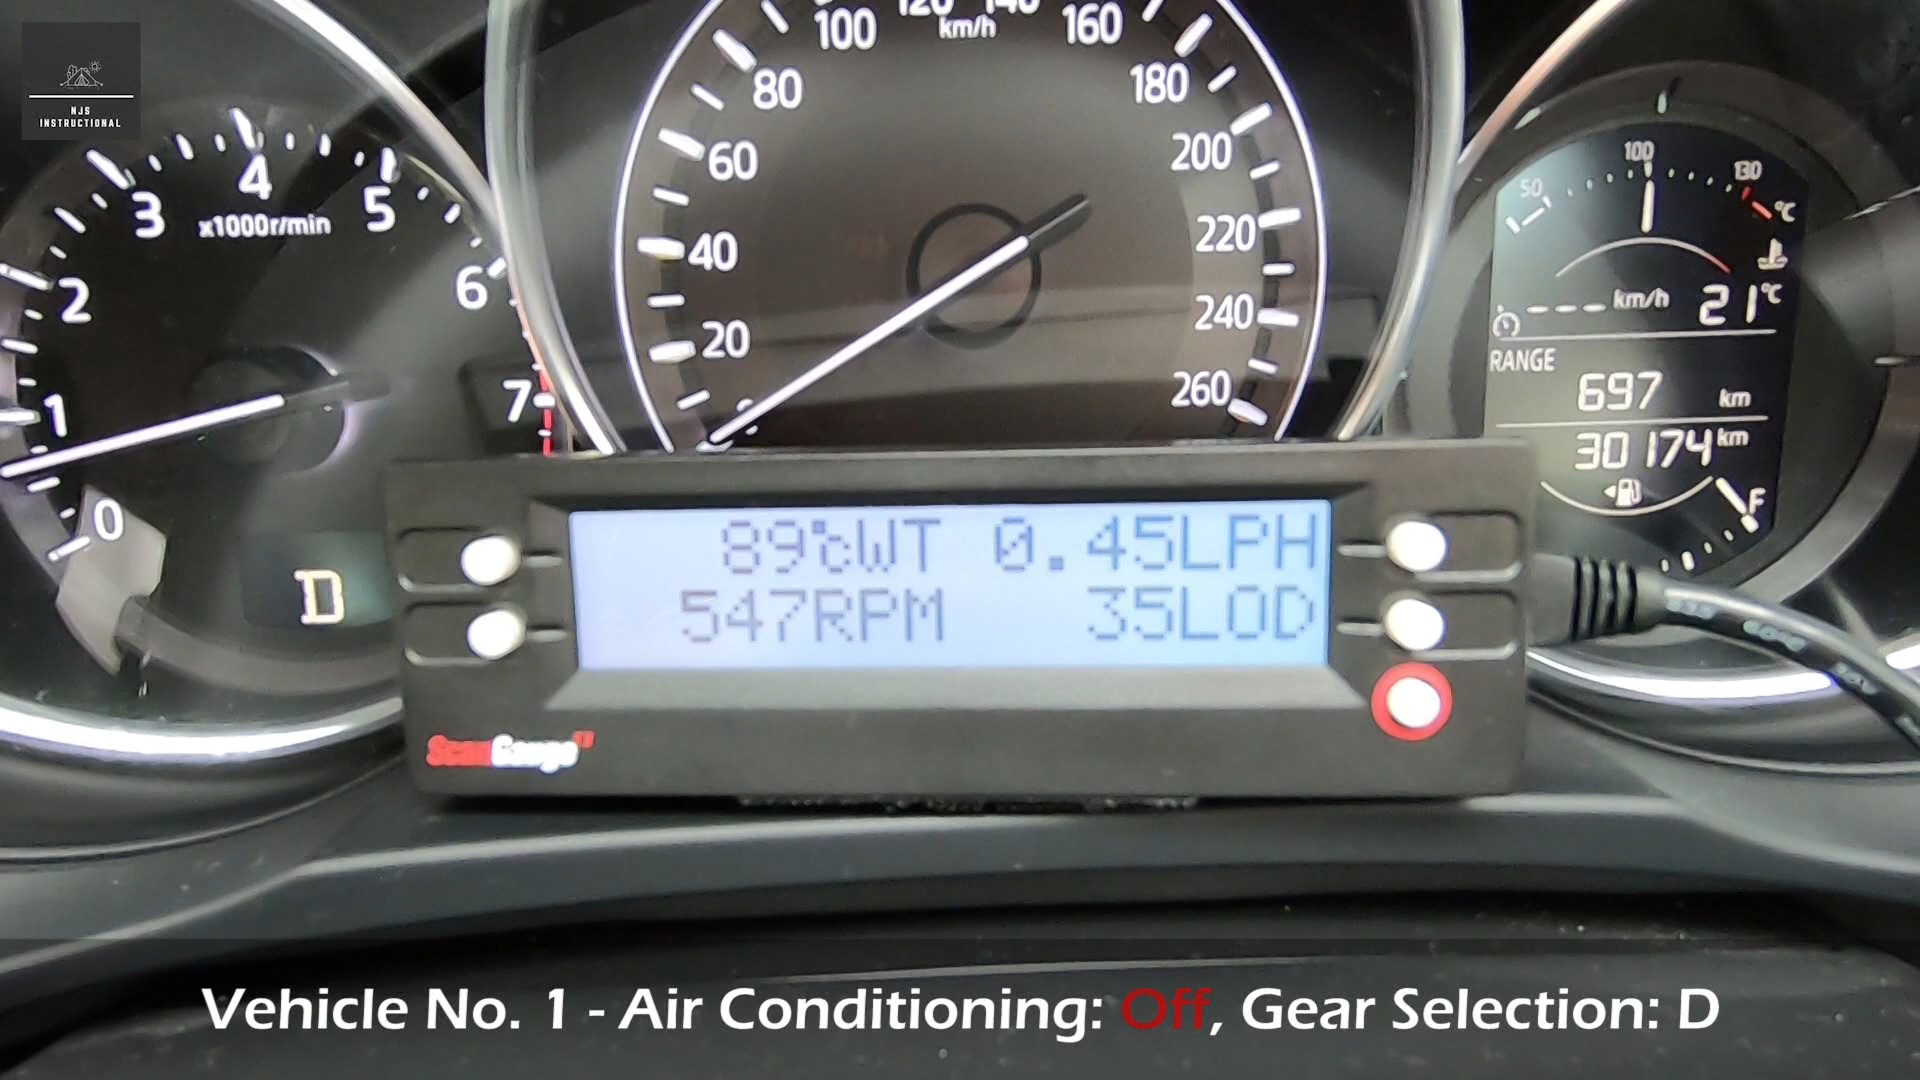 NJS
INSTRUCTIONAL
0
1
2
3
4
5
6
7
x1000r/min
D
20
40
60
80
100
120
140
160
180
200
220
240
260
km/h
50
100
130
°C
---- km/h 21°C
RANGE
697 km
30174 km
F
89°CWT 0.45LPH
547RPM 35LOD
ScanGauge II
Vehicle No. 1 - Air Conditioning: Off, Gear Selection: D